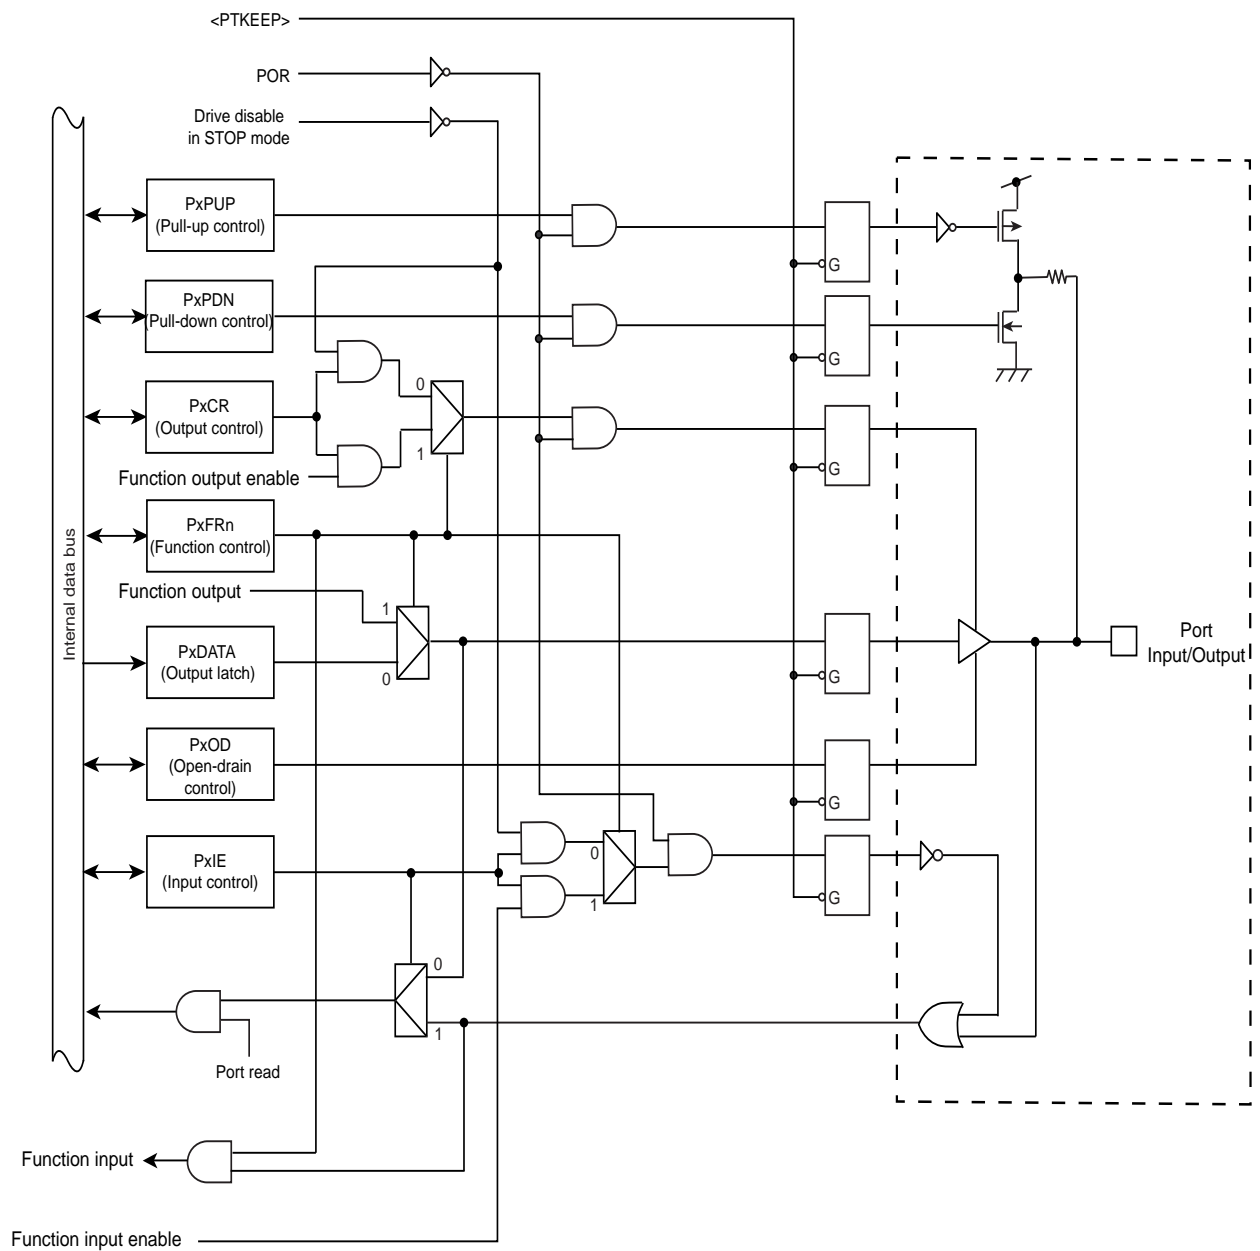 <PTKEEP>
POR
Drive disable
in STOP mode
PxPUP
(Pull-up control)
G
PxPDN
(Pull-down control)
G
PxCR
(Output control)
0
1
G
Function output enable
PxFRn
(Function control)
Internal data bus
Function output
1
PxDATA
(Output latch)
0
G
Port
Input/Output
PxOD
(Open-drain
control)
G
PxIE
(Input control)
0
1
G
0
1
Port read
Function input
Function input enable